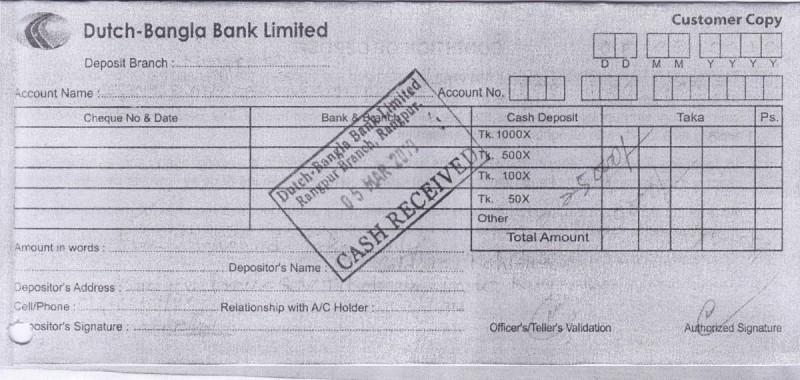 Customer Copy
Dutch-Bangla Bank Limited
D D M M Y Y Y Y
Deposit Branch :
Account Name : Account No.
Cheque No & Date Bank & Branch Cash Deposit Taka Ps.
Tk. 1000X
Tk. 500X
Tk. 100X
Tk. 50X
Other
Total Amount
Dutch-Bangla Bank Limited
Rangpur Branch, Rangpur.
05 MAR
CASH RECEIVED
Amount in words :
Depositor's Name :
Depositor's Address :
Cell/Phone : Relationship with A/C Holder :
positor's Signature : Officer's/Teller's Validation Authorized Signature